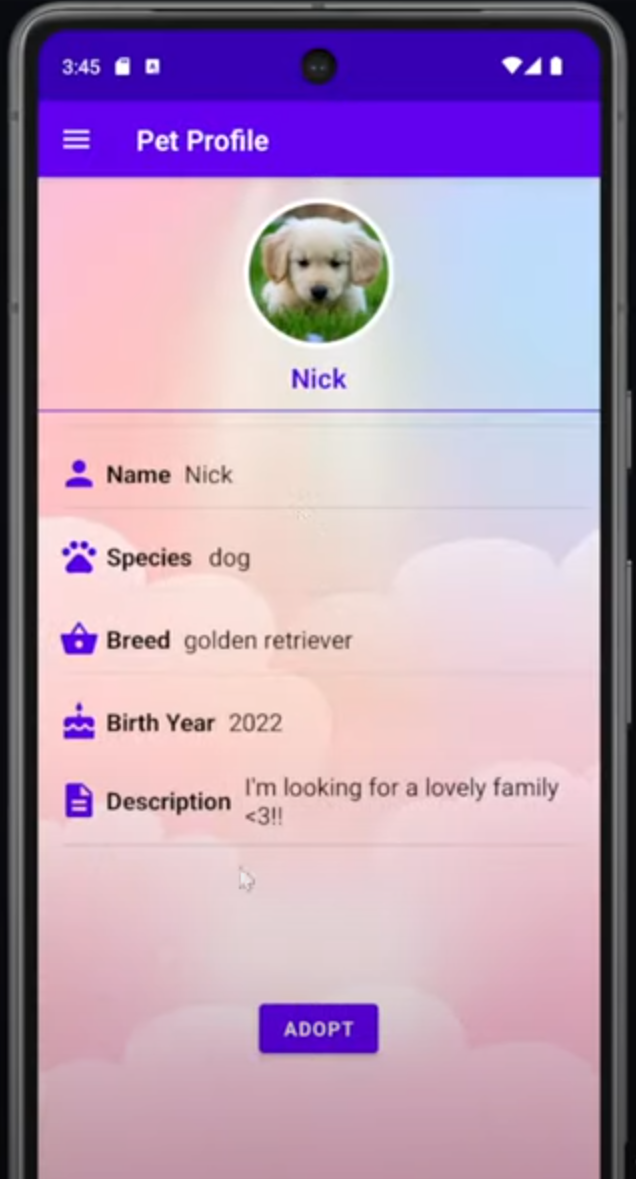 3:45
Pet Profile
Nick
Name Nick
Species dog
Breed golden retriever
Birth Year 2022
Description I'm looking for a lovely family
<3!!
ADOPT